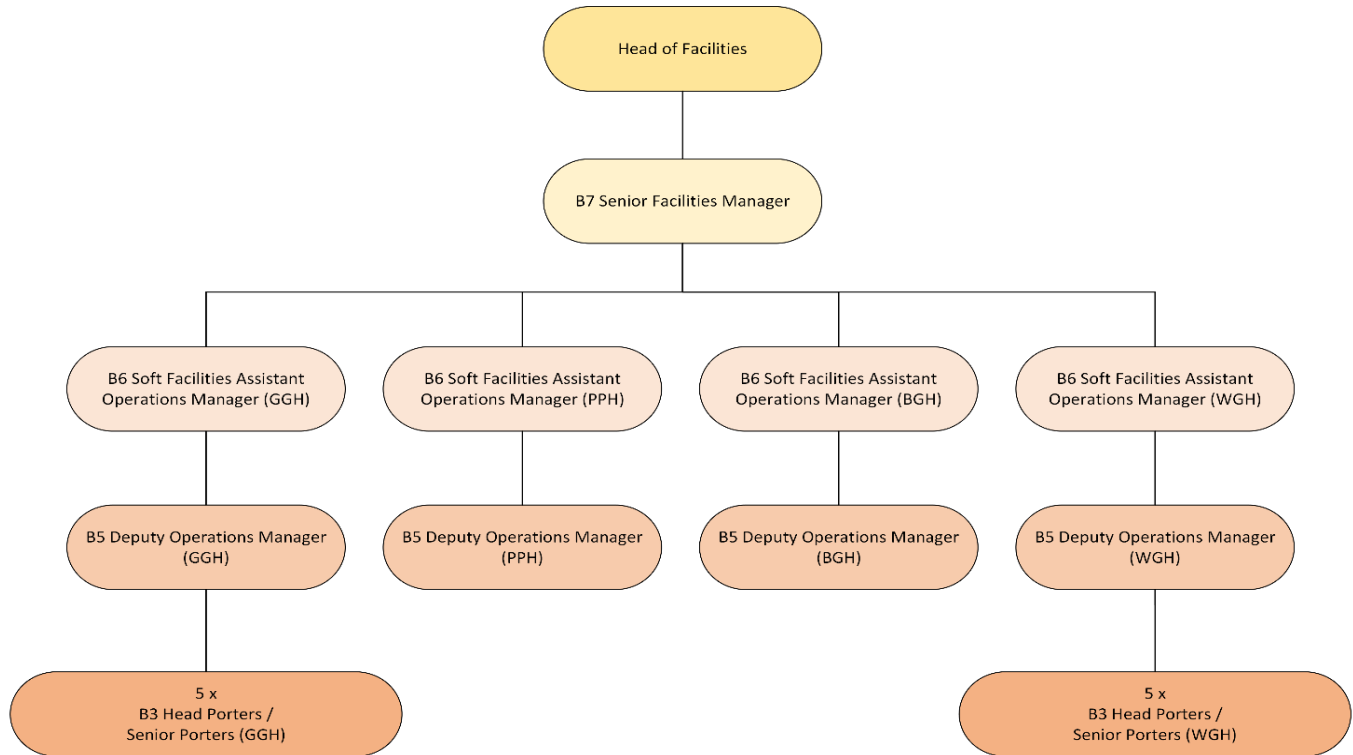 Head of Facilities
B7 Senior Facilities Manager
B6 Soft Facilities Assistant
Operations Manager (GGH)
B6 Soft Facilities Assistant
Operations Manager (PPH)
B6 Soft Facilities Assistant
Operations Manager (BGH)
B6 Soft Facilities Assistant
Operations Manager (WGH)
B5 Deputy Operations Manager
(GGH)
B5 Deputy Operations Manager
(PPH)
B5 Deputy Operations Manager
(BGH)
B5 Deputy Operations Manager
(WGH)
5 x
B3 Head Porters /
Senior Porters (GGH)
5 x
B3 Head Porters /
Senior Porters (WGH)